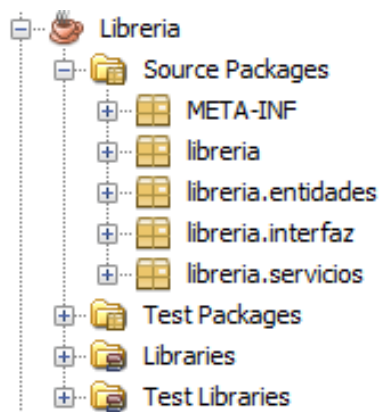 Libreria
Source Packages
META-INF
libreria
libreria.entidades
libreria.interfaz
libreria.servicios
Test Packages
Libraries
Test Libraries